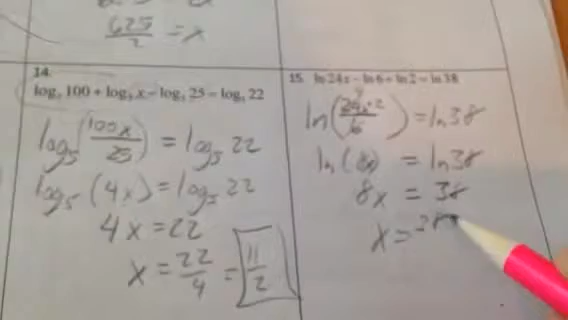 625/2 = x
14.
log₅ 100 + log₅ x − log₅ 25 = log₅ 22
log₅(100x/25) = log₅ 22
log₅(4x) = log₅ 22
4x = 22
x = 22/4 = 11/2
15. ln 24x − ln 6 + ln 2 = ln 38
ln( /6) = ln 38
ln(8x) = ln 38
8x = 38
x =